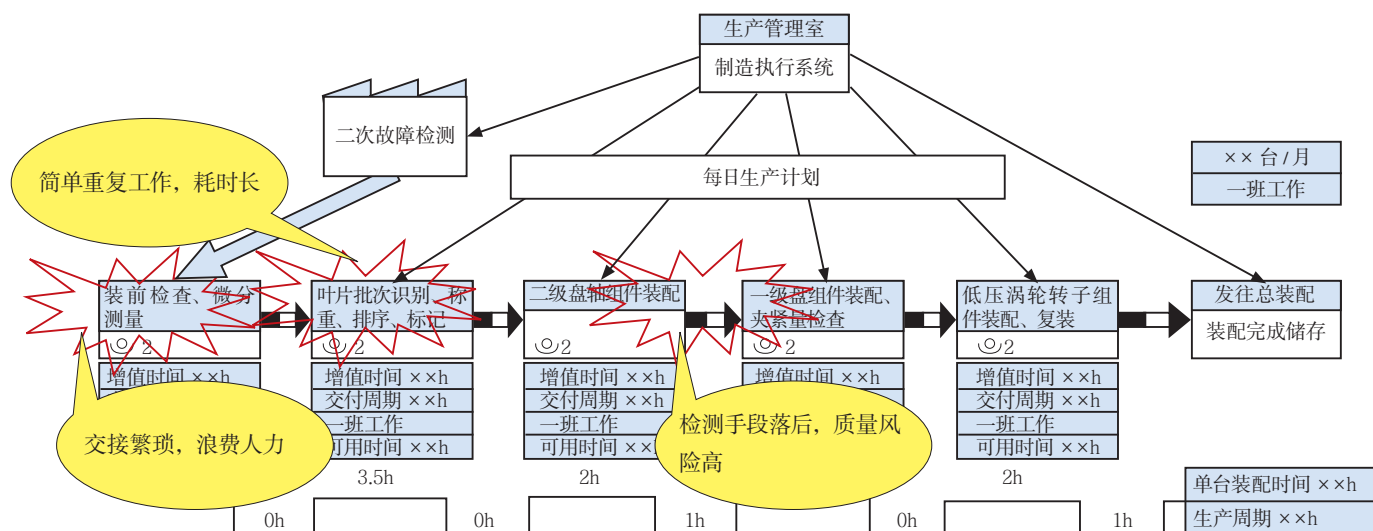 生产管理室
制造执行系统
二次故障检测
简单重复工作，耗时长
每日生产计划
××台/月
一班工作
装前检查、微分
测量
2
叶片批次识别、称
重、排序、标记
2
二级盘轴组件装配
2
一级盘组件装配、
夹紧量检查
2
低压涡轮转子组
件装配、复装
2
发往总装配
装配完成储存
增值时间××h
增值时间××h
交付周期××h
一班工作
可用时间××h
增值时间××h
交付周期××h
一班工作
可用时间××h
增值时间××h
增值时间××h
交付周期××h
一班工作
可用时间××h
交接繁琐，浪费人力
检测手段落后，质量风
险高
3.5h
2h
2h
0h
0h
1h
0h
1h
单台装配时间××h
生产周期××h